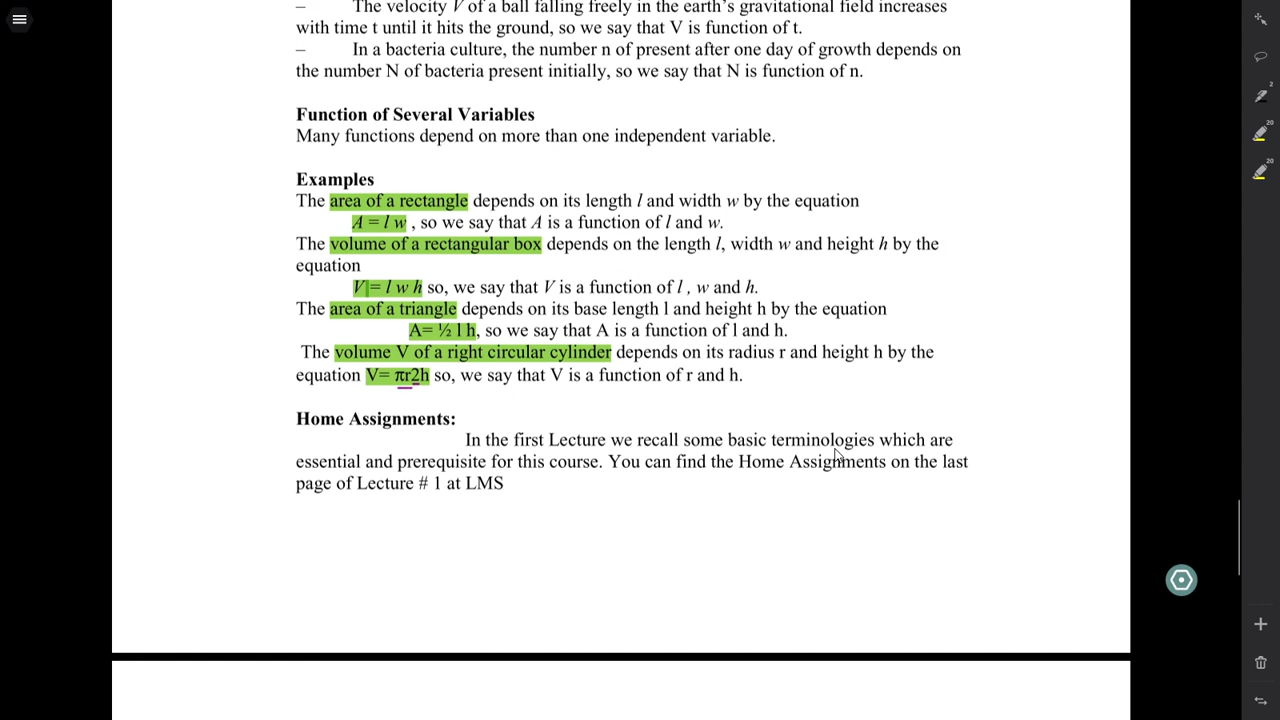 – The velocity V of a ball falling freely in the earth's gravitational field increases
with time t until it hits the ground, so we say that V is function of t.
– In a bacteria culture, the number n of present after one day of growth depends on
the number N of bacteria present initially, so we say that N is function of n.
Function of Several Variables
Many functions depend on more than one independent variable.
Examples
The area of a rectangle depends on its length l and width w by the equation
A = l w , so we say that A is a function of l and w.
The volume of a rectangular box depends on the length l, width w and height h by the
equation
V = l w h so, we say that V is a function of l , w and h.
The area of a triangle depends on its base length l and height h by the equation
A= ½ l h, so we say that A is a function of l and h.
The volume V of a right circular cylinder depends on its radius r and height h by the
equation V= πr2h so, we say that V is a function of r and h.
Home Assignments:
In the first Lecture we recall some basic terminologies which are
essential and prerequisite for this course. You can find the Home Assignments on the last
page of Lecture # 1 at LMS
2
20
20